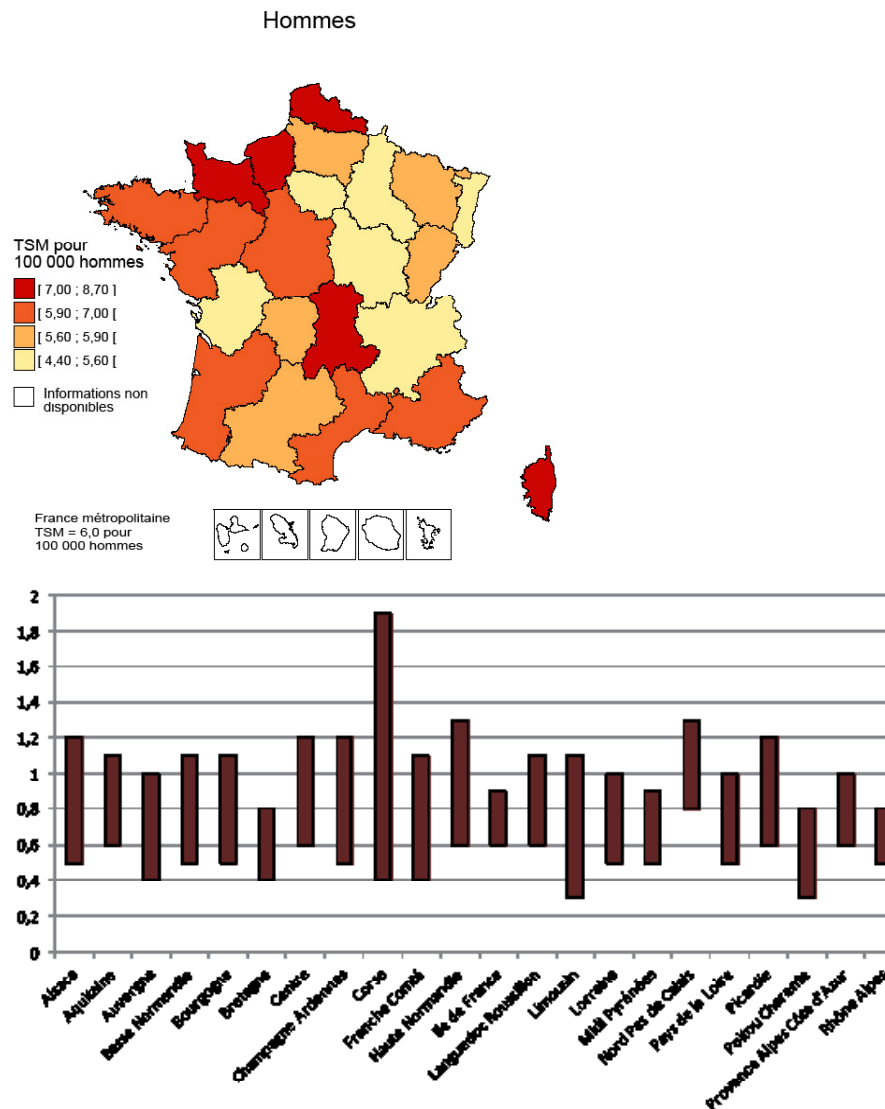 Hommes
TSM pour
100 000 hommes
[ 7,00 ; 8,70 [
[ 5,90 ; 7,00 [
[ 5,60 ; 5,90 [
[ 4,40 ; 5,60 [
Informations non
disponibles
France métropolitaine
TSM = 6,0 pour
100 000 hommes
2
1,8
1,6
1,4
1,2
1
0,8
0,6
0,4
0,2
0
Alsace
Aquitaine
Auvergne
Basse Normandie
Bourgogne
Bretagne
Centre
Champagne Ardennes
Corse
Franche Comté
Haute Normandie
Ile de France
Languedoc Roussillon
Limousin
Lorraine
Midi Pyrénées
Nord Pas de Calais
Pays de la Loire
Picardie
Poitou Charente
Provence Alpes Côte d'Azur
Rhône Alpes